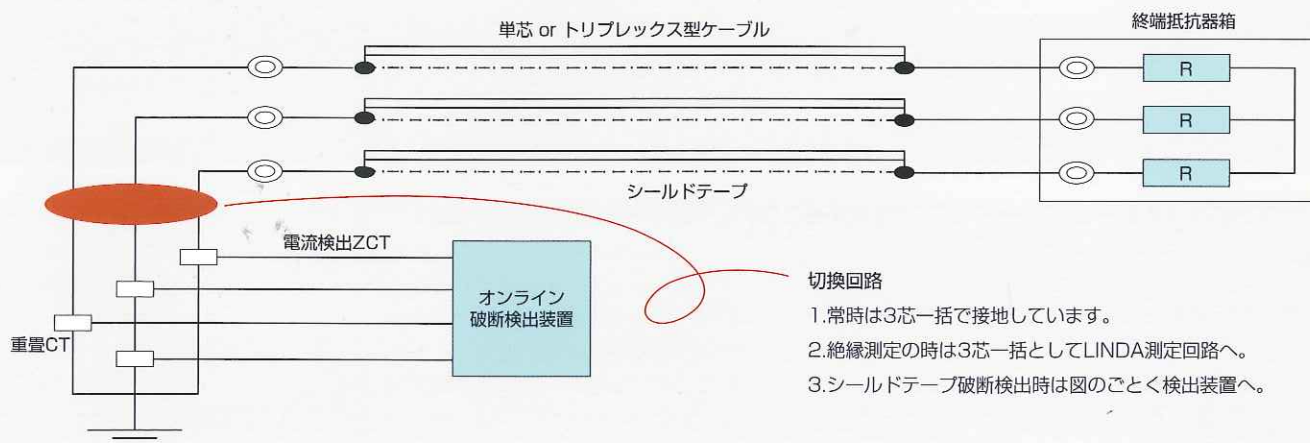 単芯 or トリプレックス型ケーブル
終端抵抗器箱
R
R
R
シールドテープ
電流検出ZCT
オンライン
破断検出装置
重畳CT
切換回路
1.常時は3芯一括で接地しています。
2.絶縁測定の時は3芯一括としてLINDA測定回路へ。
3.シールドテープ破断検出時は図のごとく検出装置へ。